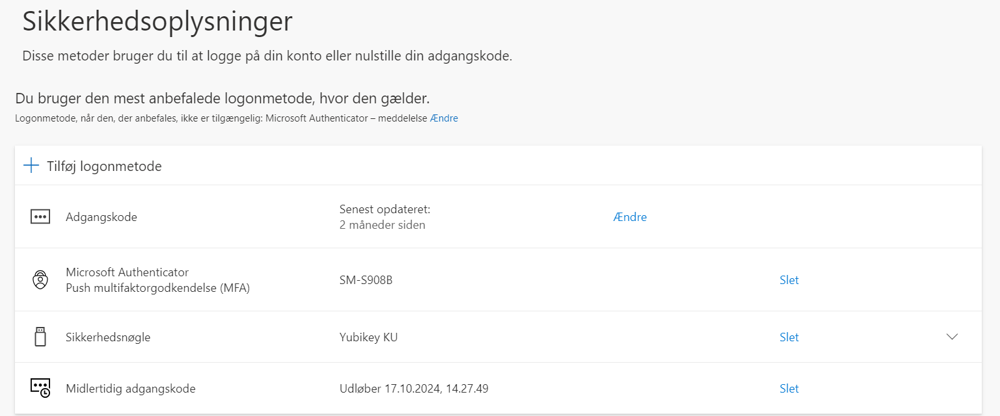 Sikkerhedsoplysninger
Disse metoder bruger du til at logge på din konto eller nulstille din adgangskode.
Du bruger den mest anbefalede logonmetode, hvor den gælder.
Logonmetode, når den, der anbefales, ikke er tilgængelig: Microsoft Authenticator – meddelelse Ændre
Tilføj logonmetode
Adgangskode
Senest opdateret:
2 måneder siden
Ændre
Microsoft Authenticator
Push multifaktorgodkendelse (MFA)
SM-S908B
Slet
Sikkerhedsnøgle
Yubikey KU
Slet
Midlertidig adgangskode
Udløber 17.10.2024, 14.27.49
Slet